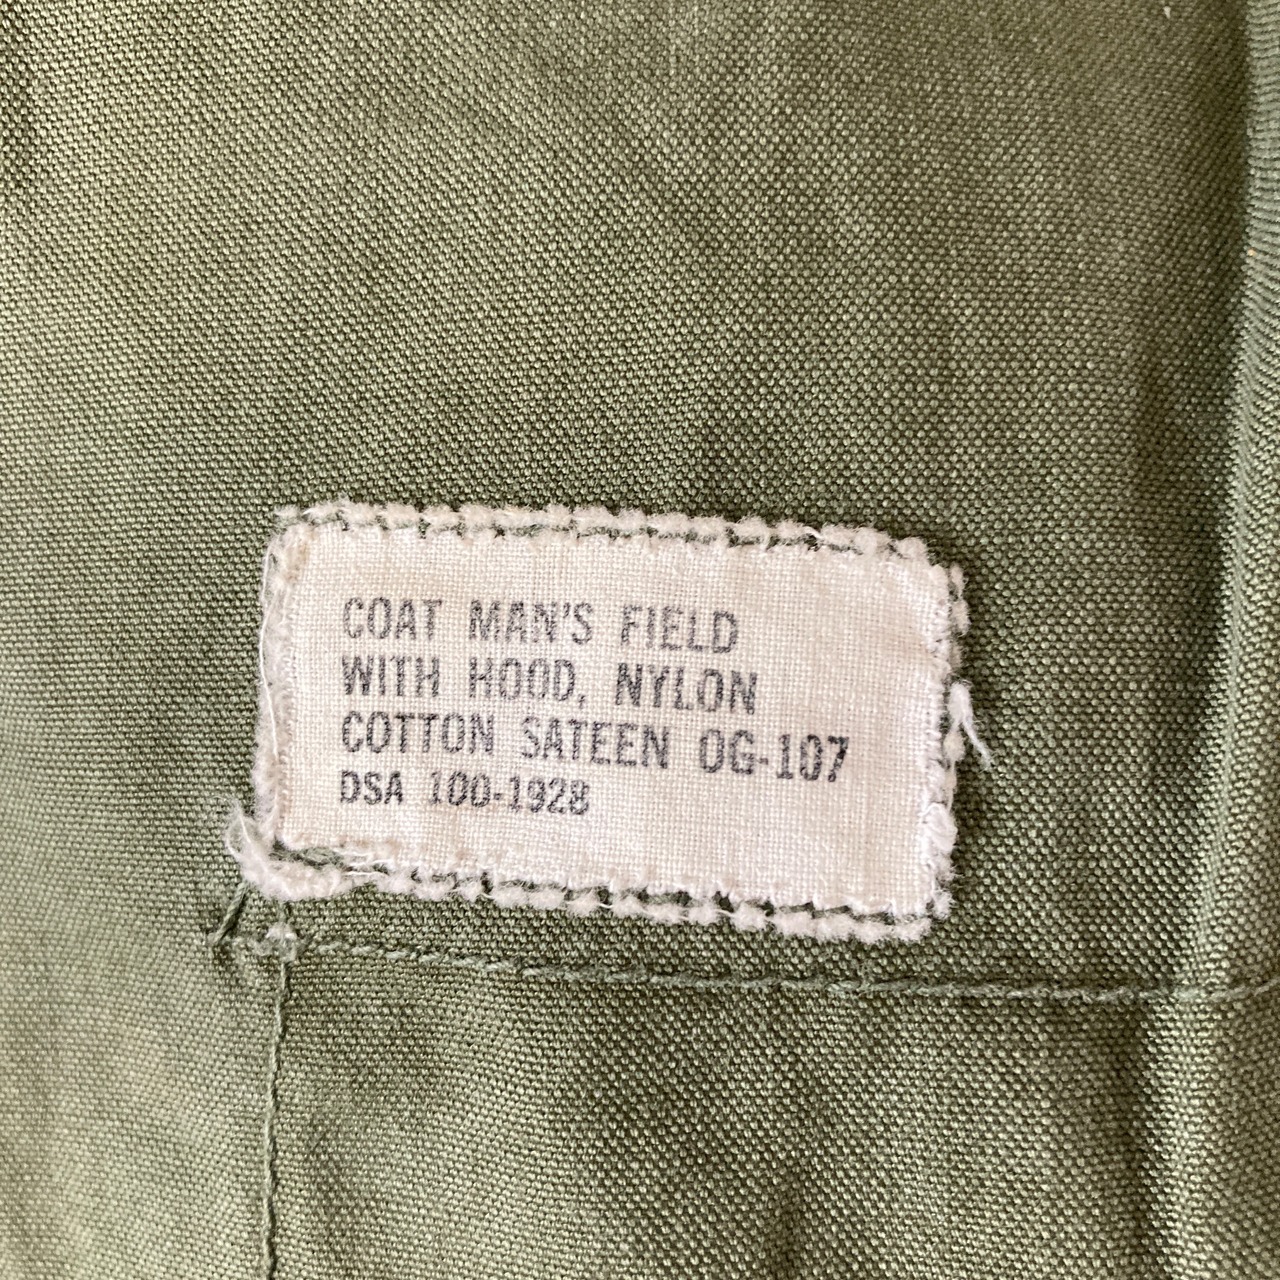 COAT MAN'S FIELD
WITH HOOD, NYLON
COTTON SATEEN OG-107
DSA 100-1928